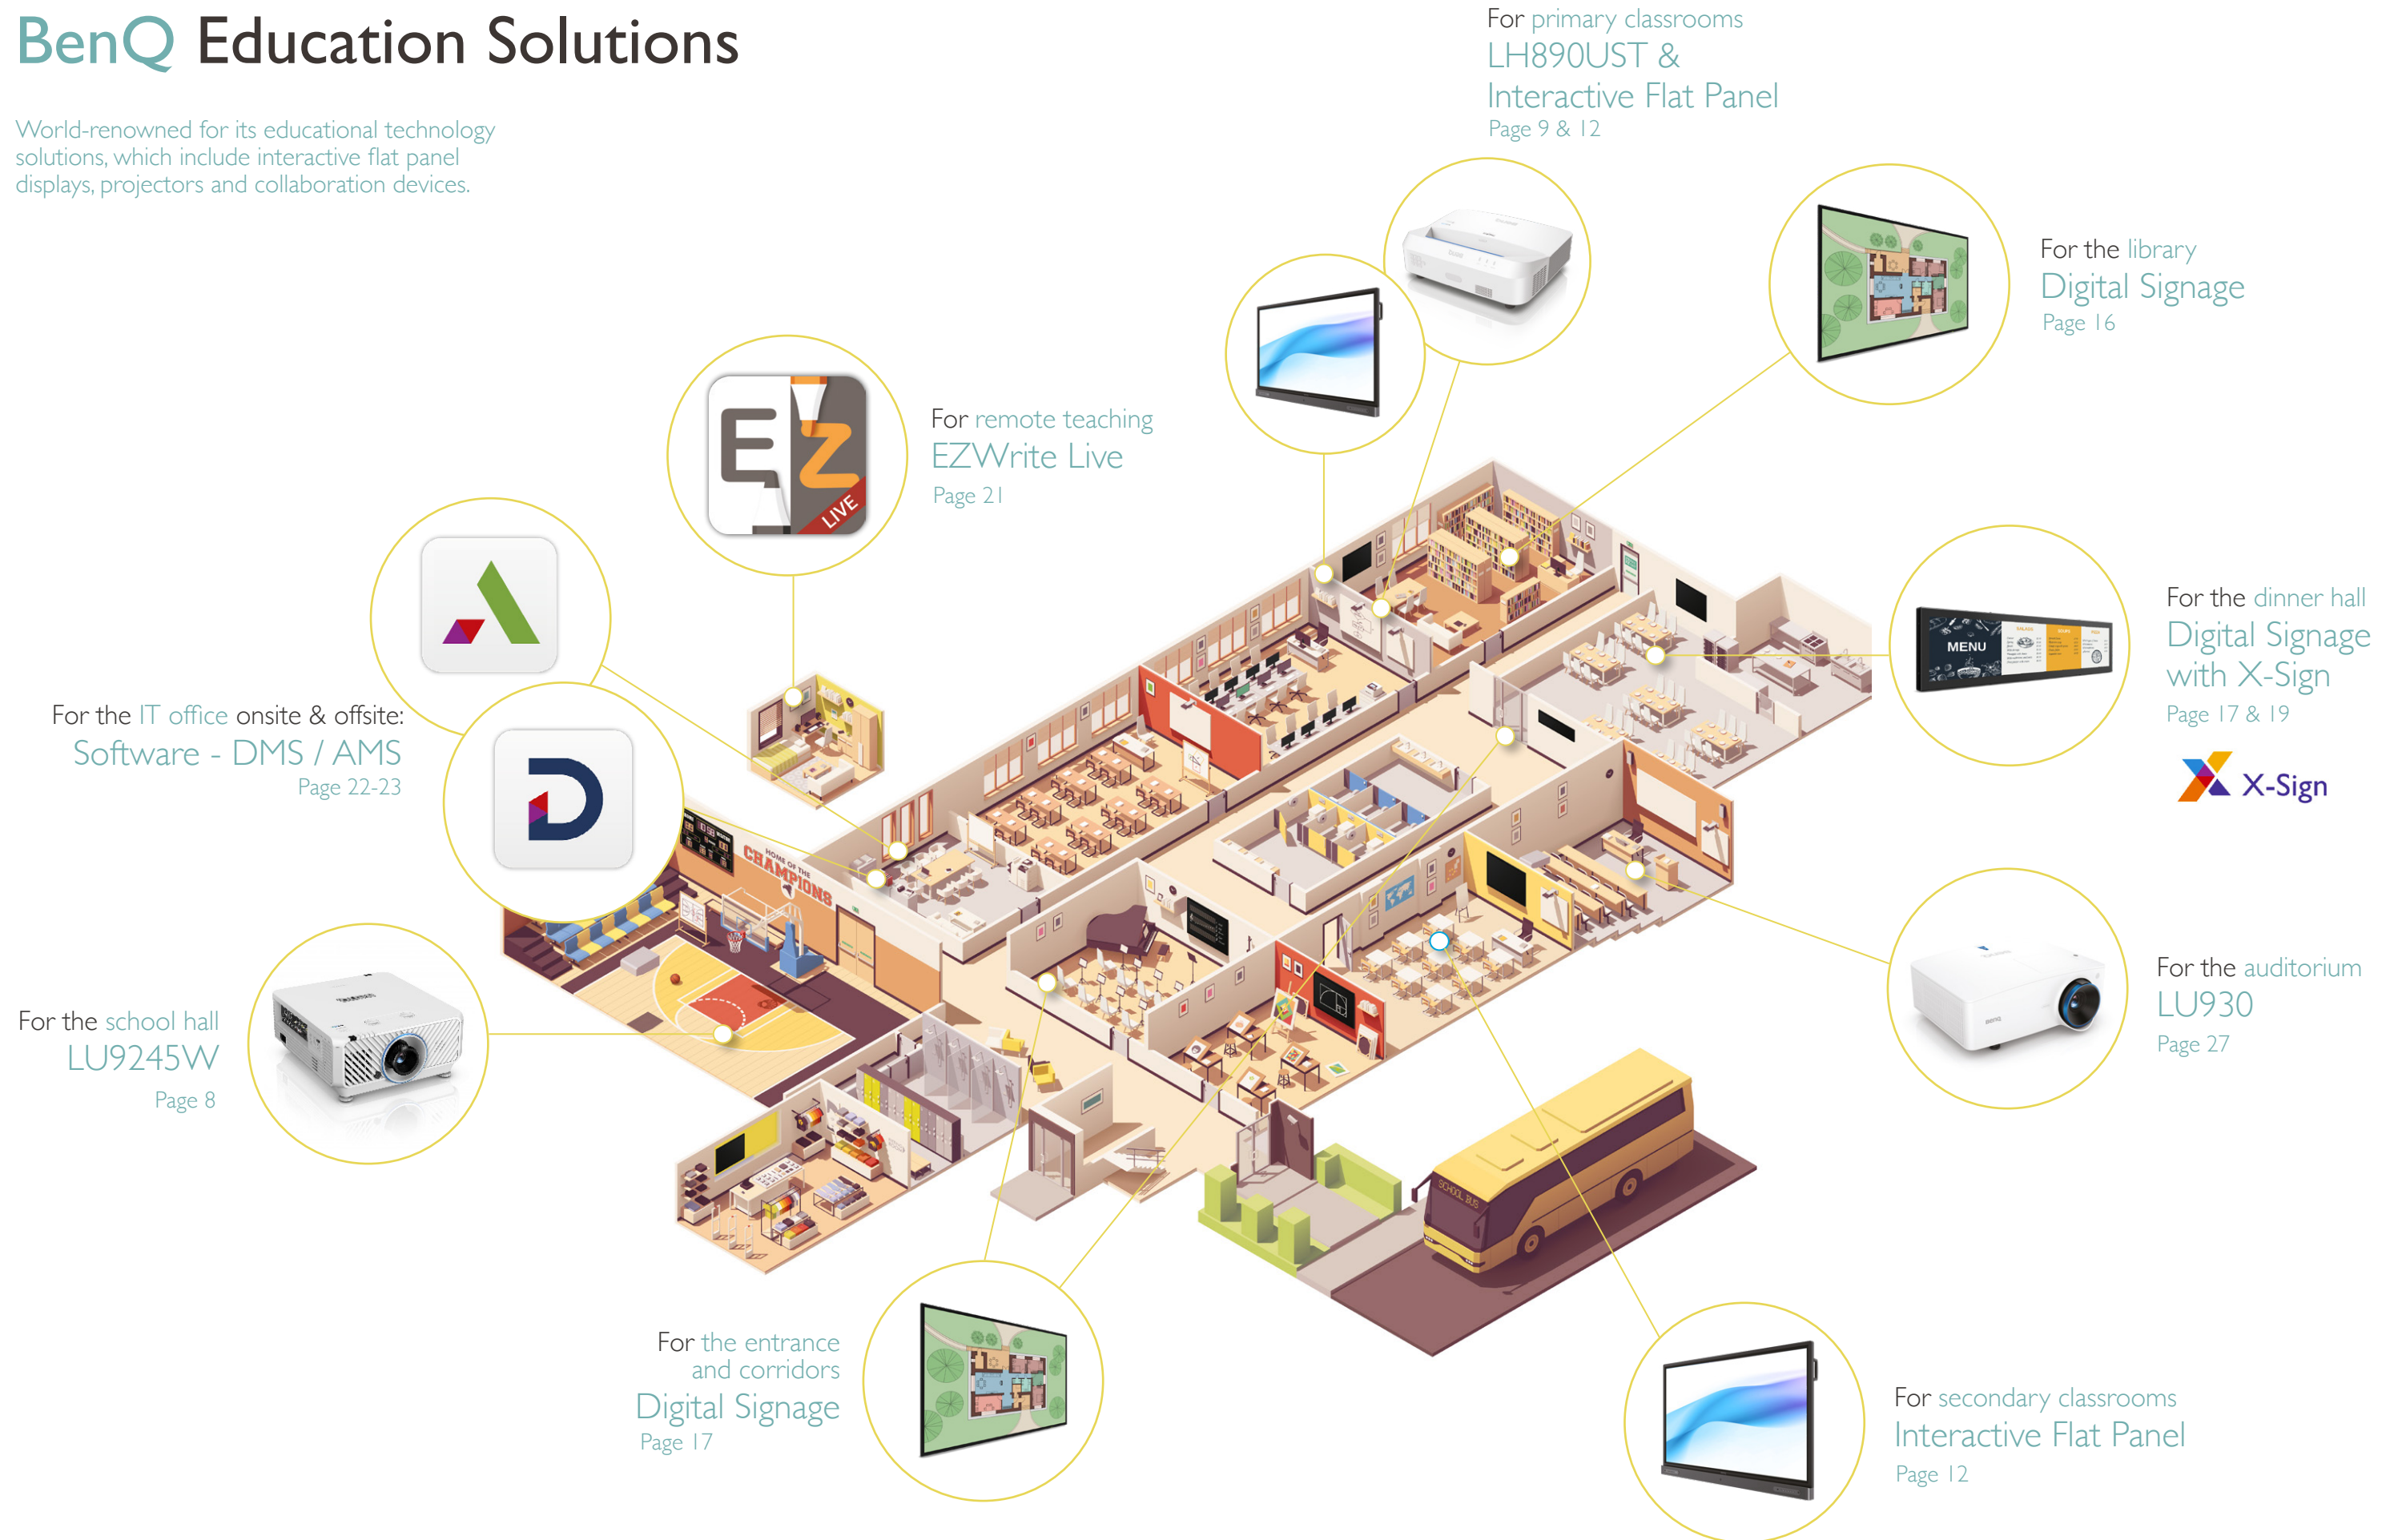 BenQ Education Solutions
World-renowned for its educational technology
solutions, which include interactive flat panel
displays, projectors and collaboration devices.
For primary classrooms
LH890UST &
Interactive Flat Panel
Page 9 & 12
For the library
Digital Signage
Page 16
For remote teaching
EZWrite Live
Page 21
EZ
LIVE
For the dinner hall
Digital Signage
with X-Sign
Page 17 & 19
X-Sign
MENU
For the IT office onsite & offsite:
Software - DMS / AMS
Page 22-23
HOME OF THE
CHAMPIONS
For the school hall
LU9245W
Page 8
For the auditorium
LU930
Page 27
BenQ
SCHOOL BUS
For the entrance
and corridors
Digital Signage
Page 17
For secondary classrooms
Interactive Flat Panel
Page 12